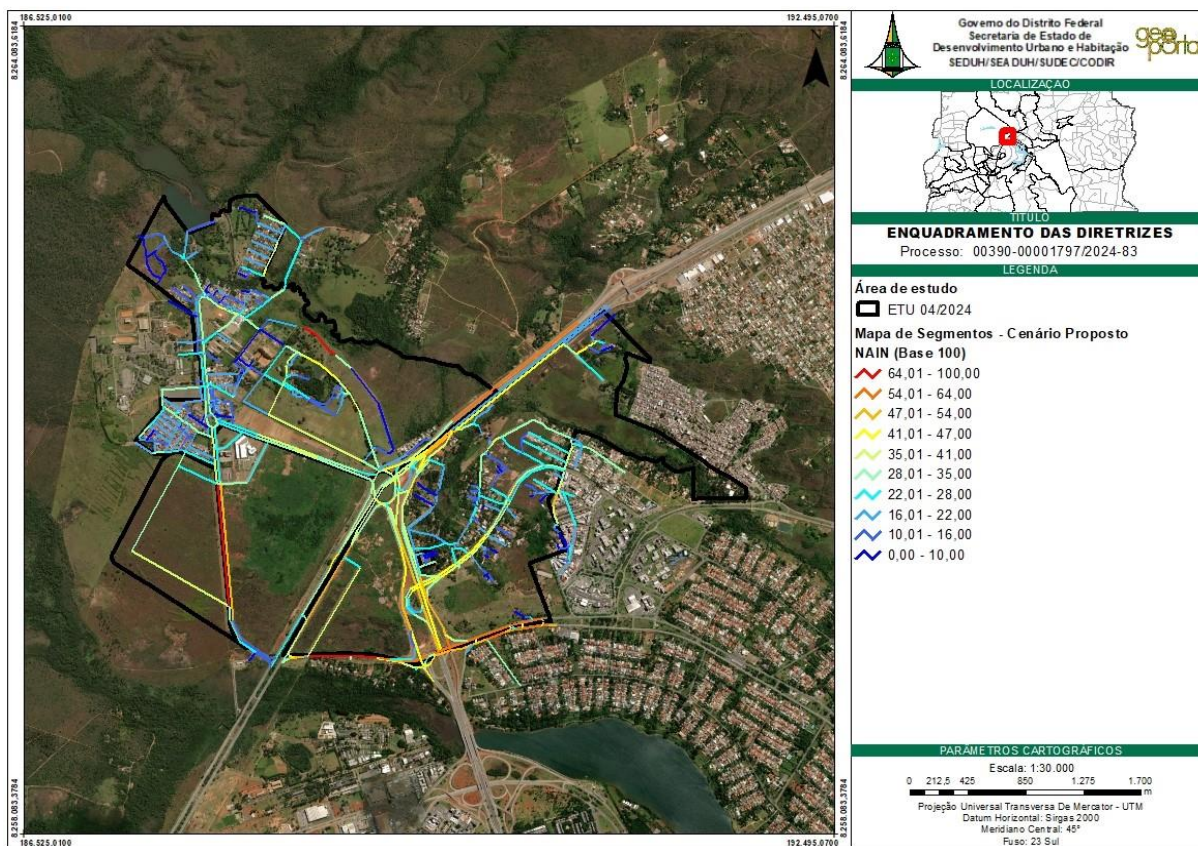 186.525,0100
192.495,0700
8.264.083,6184
8.264.083,6184
N
8.258.083,3784
8.258.083,3784
186.525,0100
192.495,0700
Governo do Distrito Federal
Secretaria de Estado de
Desenvolvimento Urbano e Habitação
SEDUH/SEADUH/SUDEC/CODIR
geoportal
LOCALIZAÇÃO
TÍTULO
ENQUADRAMENTO DAS DIRETRIZES
Processo: 00390-00001797/2024-83
LEGENDA
Área de estudo
ETU 04/2024
Mapa de Segmentos - Cenário Proposto
NAIN (Base 100)
64,01 - 100,00
54,01 - 64,00
47,01 - 54,00
41,01 - 47,00
35,01 - 41,00
28,01 - 35,00
22,01 - 28,00
16,01 - 22,00
10,01 - 16,00
0,00 - 10,00
PARÂMETROS CARTOGRÁFICOS
Escala: 1:30.000
0 212,5 425 850 1.275 1.700
m
Projeção Universal Transversa De Mercator - UTM
Datum Horizontal: Sirgas 2000
Meridiano Central: 45º
Fuso: 23 Sul